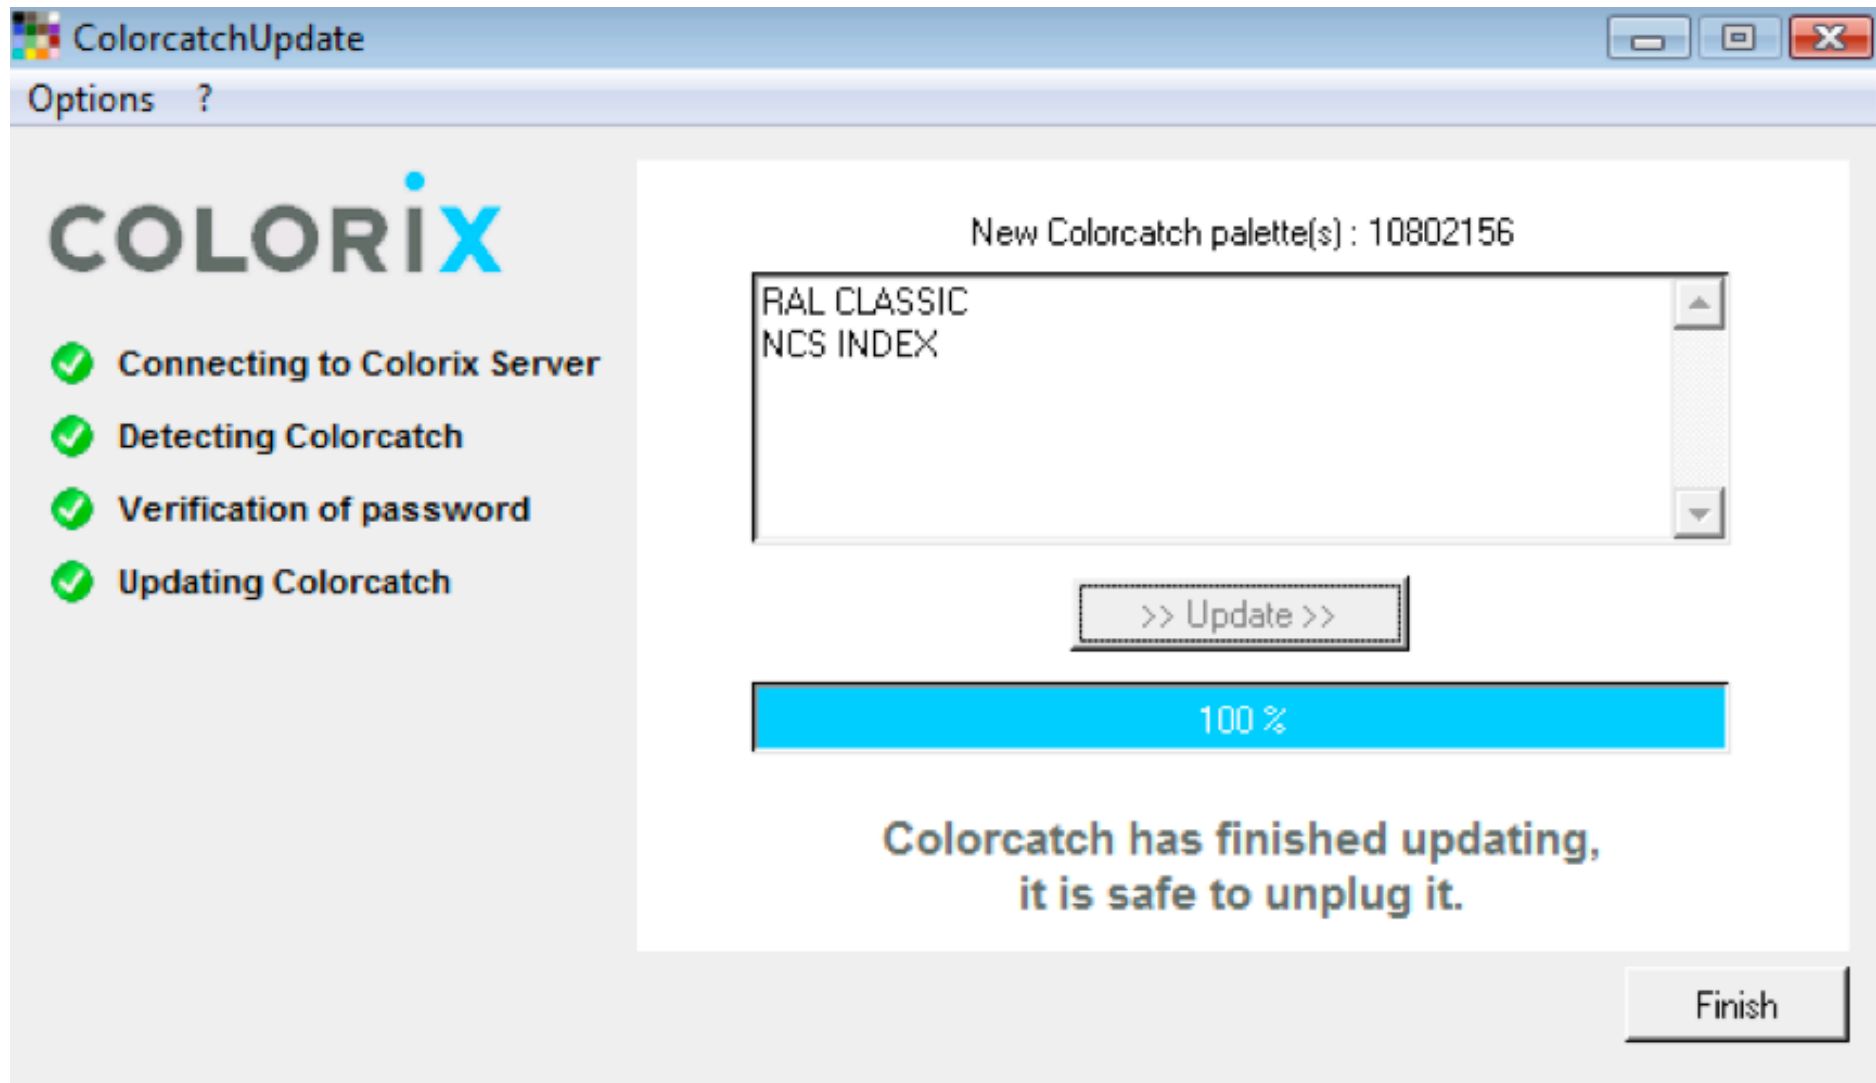 ColorcatchUpdate
Options ?
COLORiX
Connecting to Colorix Server
Detecting Colorcatch
Verification of password
Updating Colorcatch
New Colorcatch palette(s) : 10802156
RAL CLASSIC
NCS INDEX
>> Update >>
100 %
Colorcatch has finished updating,
it is safe to unplug it.
Finish